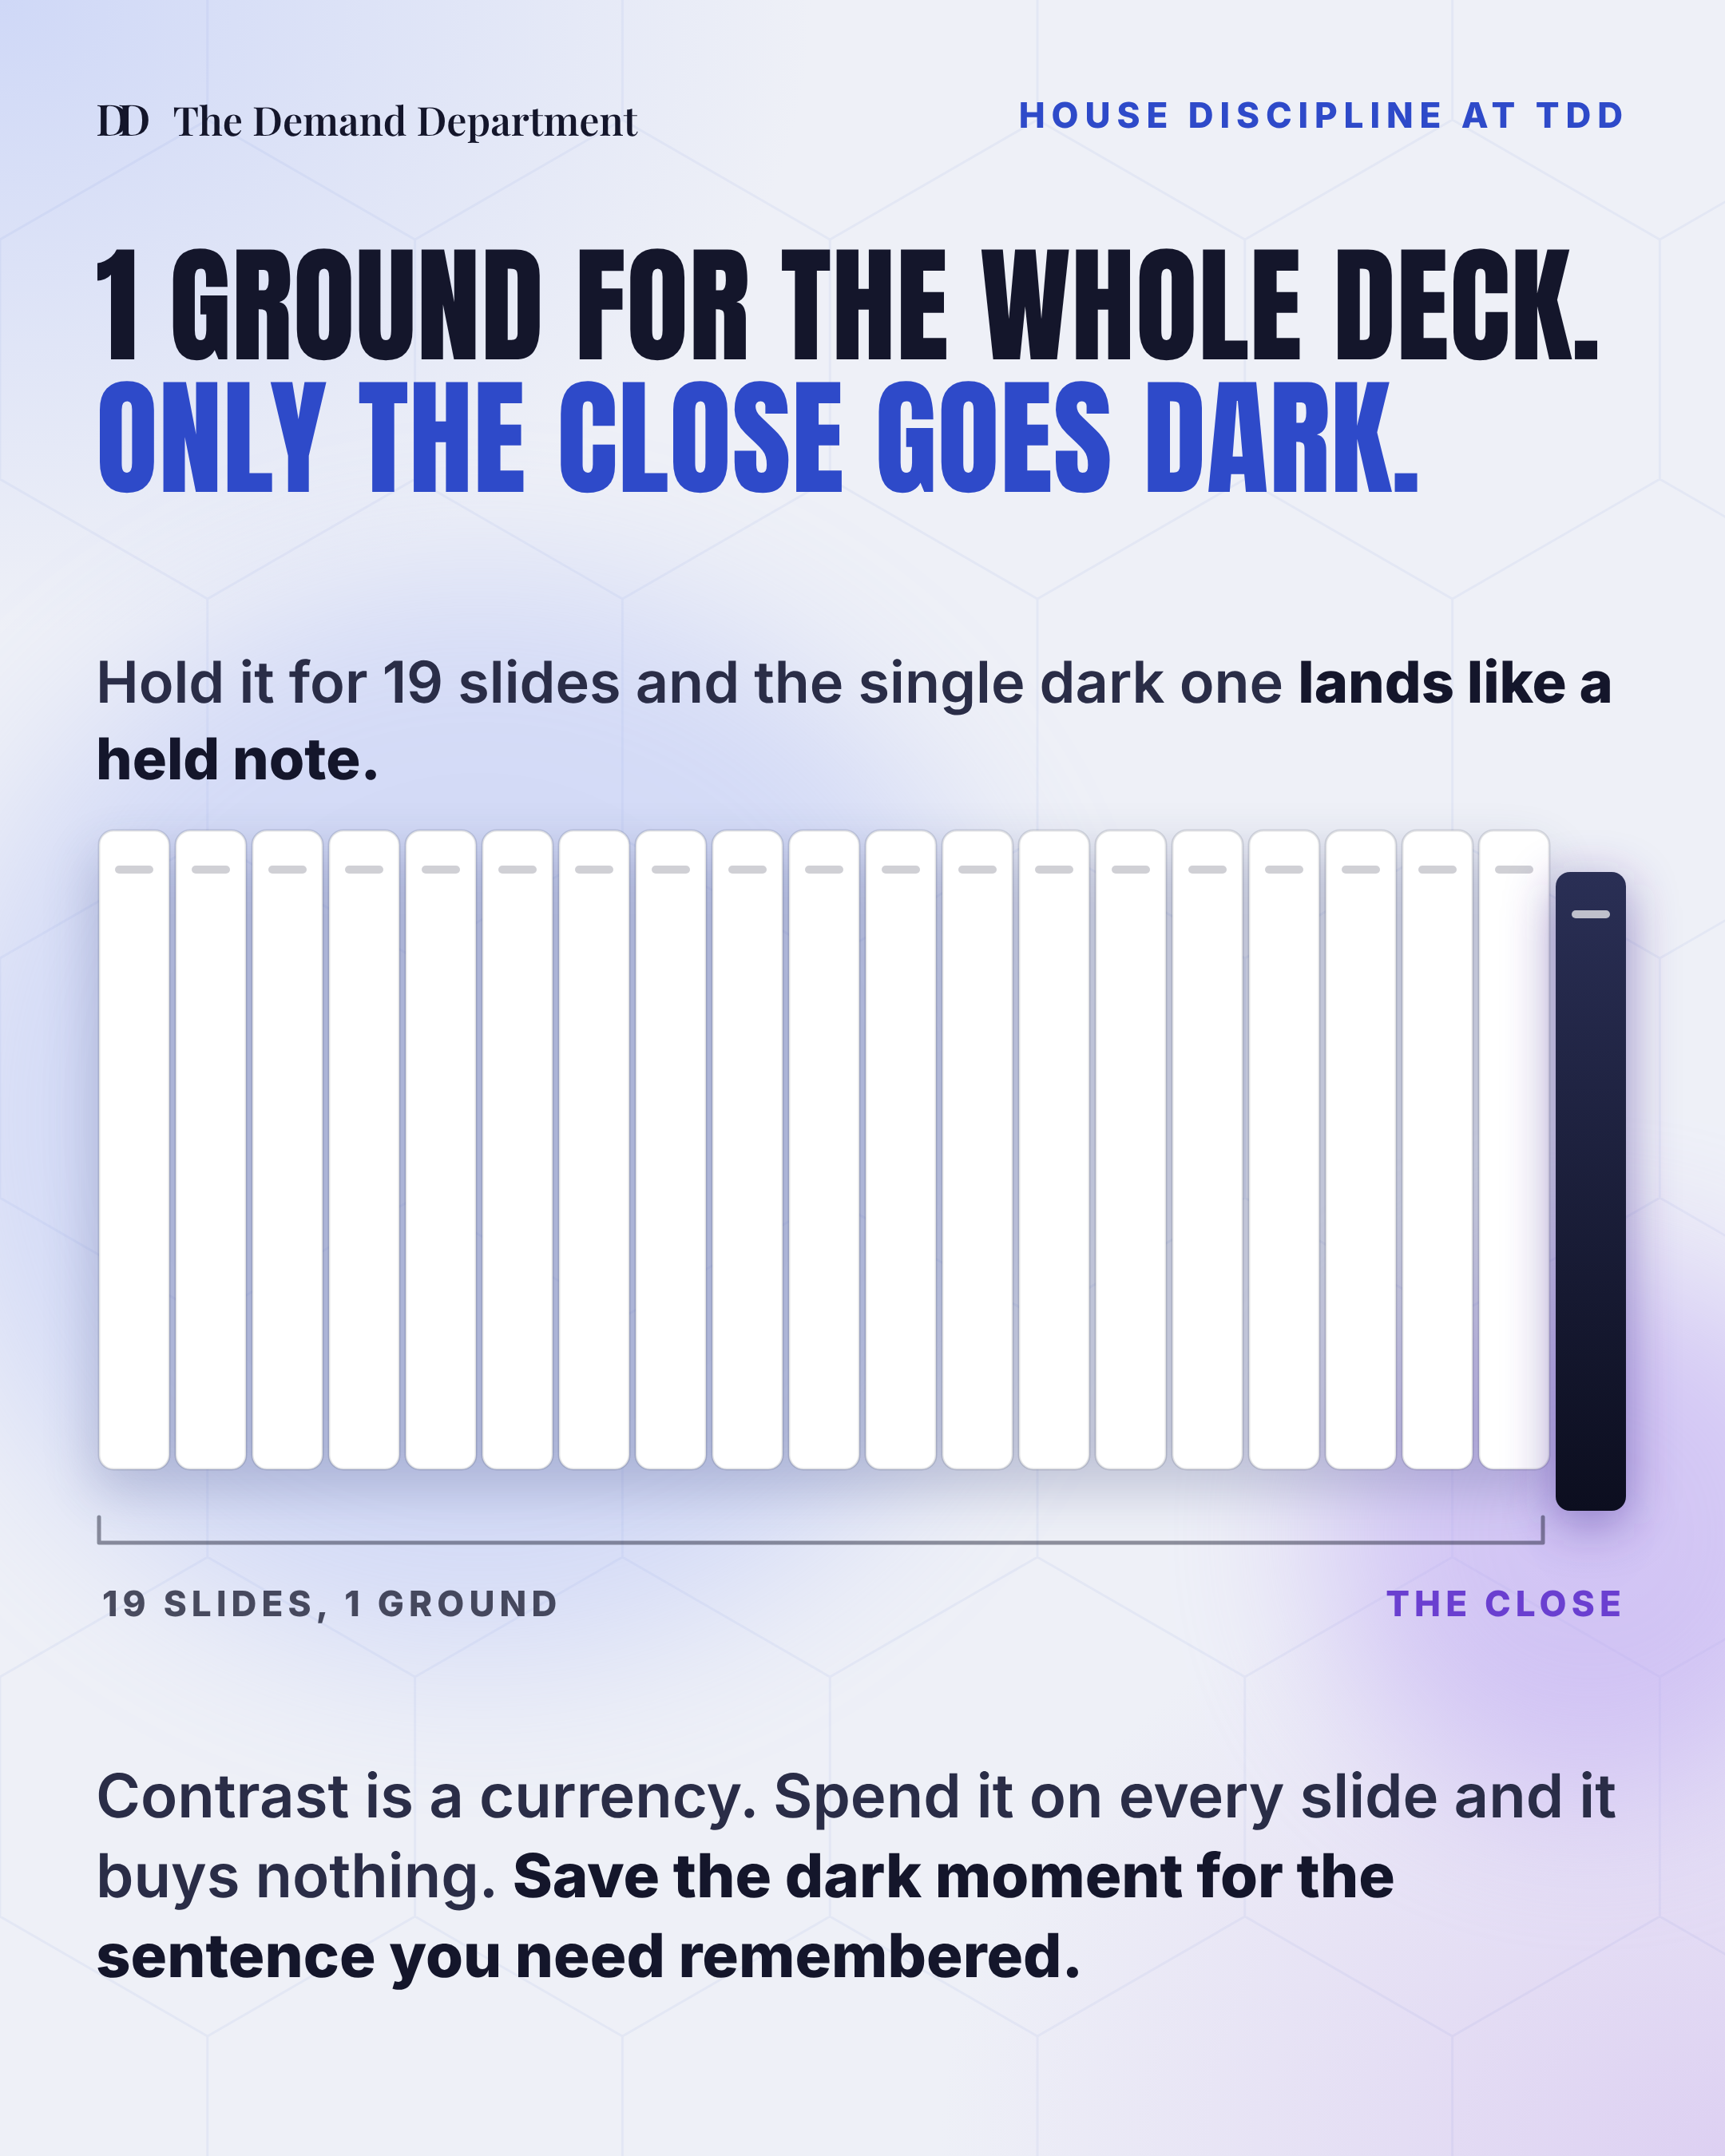 DD The Demand Department
HOUSE DISCIPLINE AT TDD
1 GROUND FOR THE WHOLE DECK.
ONLY THE CLOSE GOES DARK.
Hold it for 19 slides and the single dark one lands like a
held note.
19 SLIDES, 1 GROUND
THE CLOSE
Contrast is a currency. Spend it on every slide and it
buys nothing. Save the dark moment for the
sentence you need remembered.